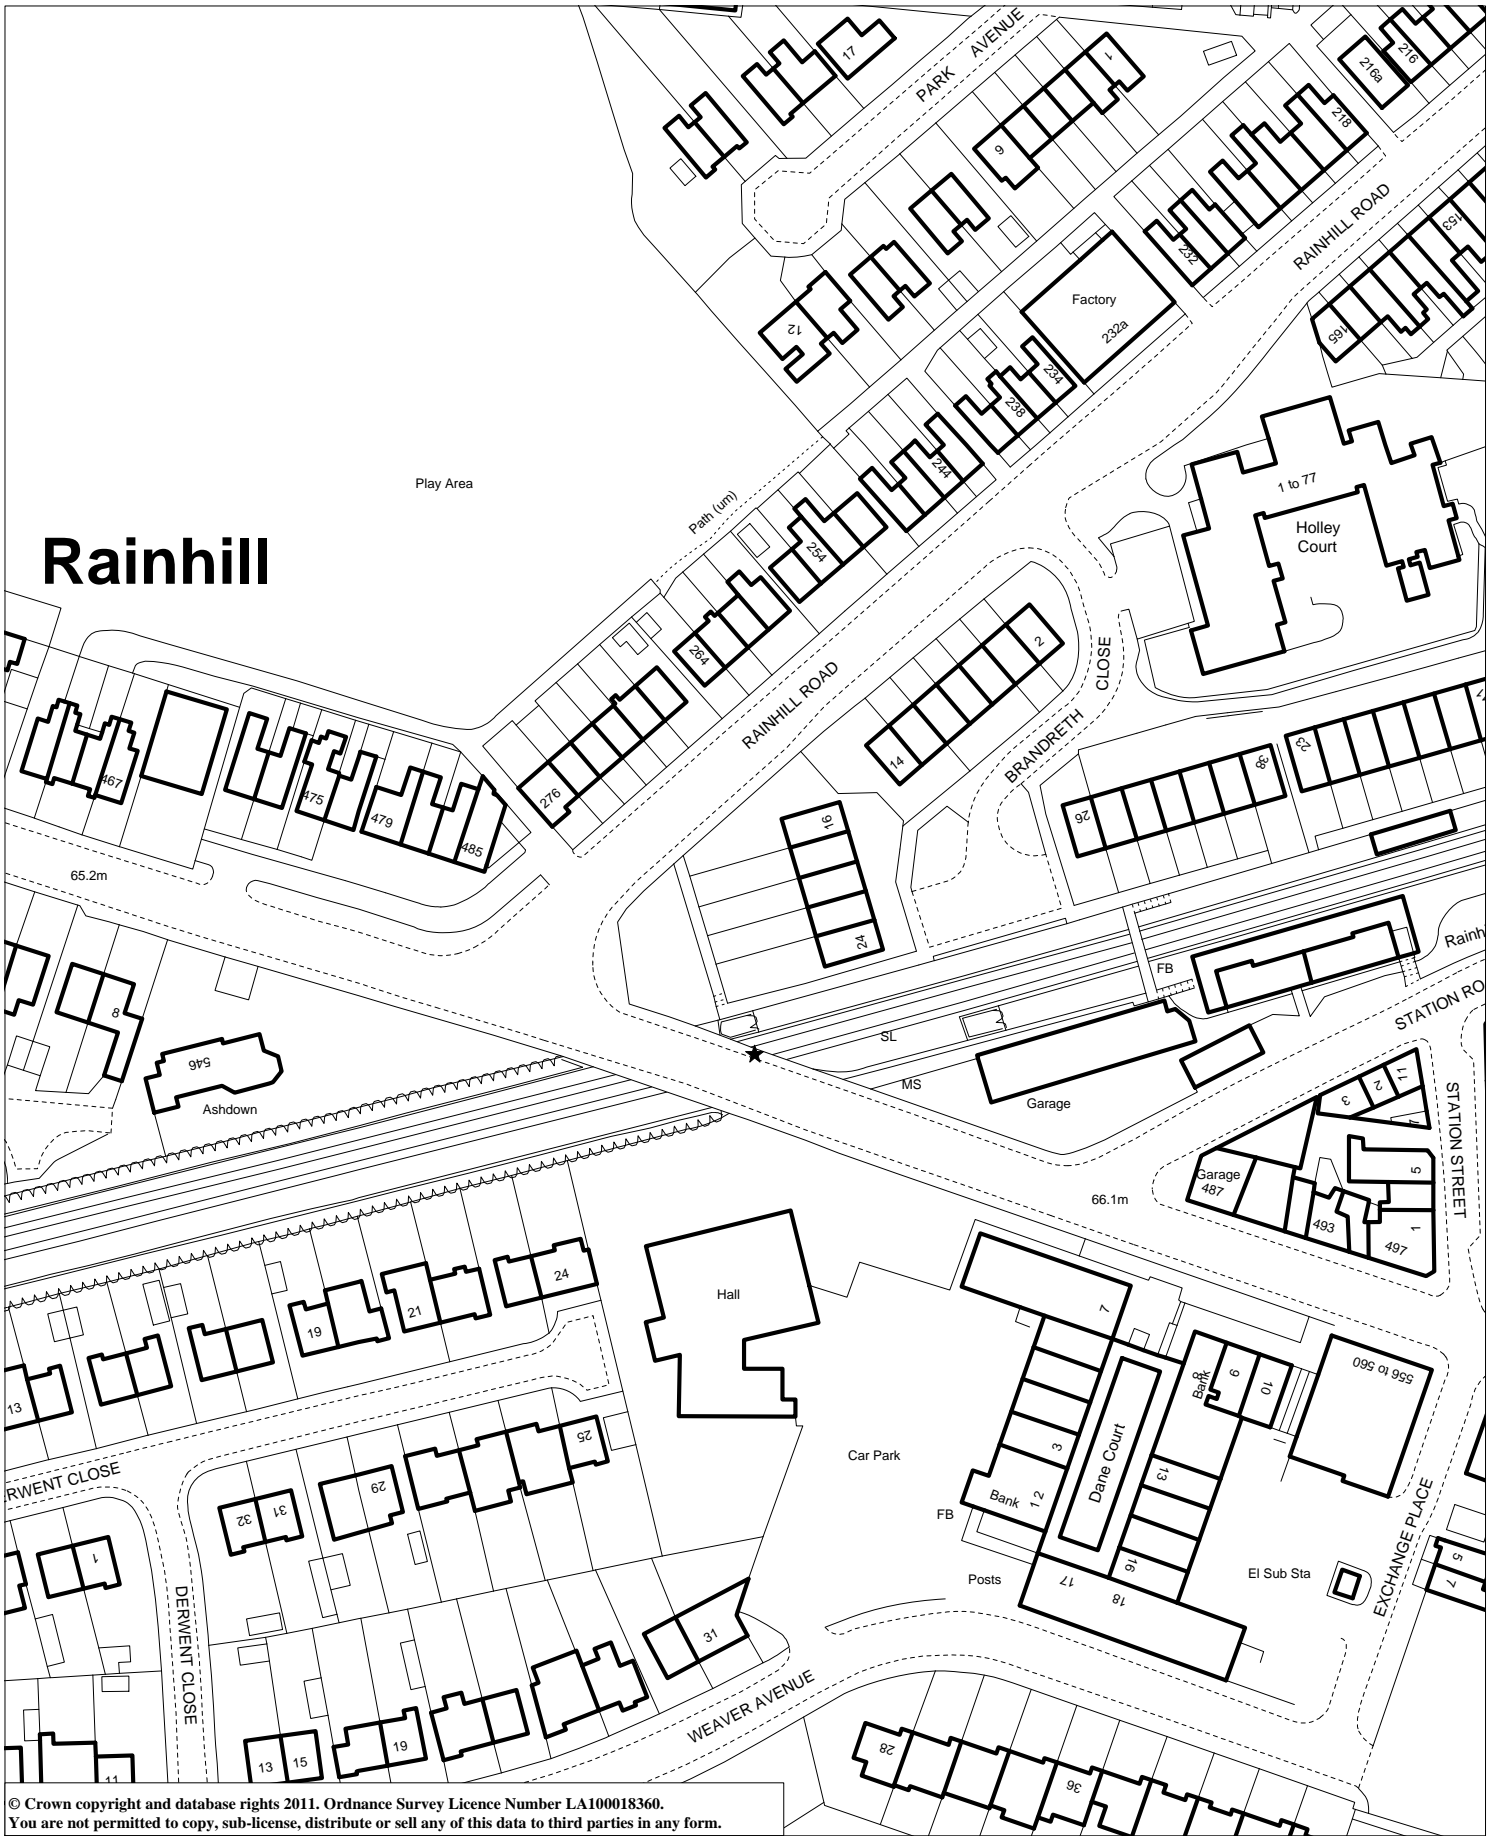 PARK AVENUE
17
1
9
216a
216
218
RAINHILL ROAD
153
232
165
Factory
232a
12
234
238
244
1 to 77
Holley
Court
Play Area
Path (um)
254
Rainhill
264
2
CLOSE
RAINHILL ROAD
BRANDRETH
14
276
467
475
479
485
16
24
26
38
23
65.2m
8
546
Ashdown
FB
Rainh
STATION RO
SL
MS
Garage
3
2
11
STATION STREET
5
Garage
487
493
497
1
66.1m
24
21
19
13
Hall
7
8
Bank
9
10
556 to 560
25
29
31
32
Car Park
3
Dane Court
13
Bank
1 2
FB
16
17
18
Posts
El Sub Sta
EXCHANGE PLACE
5
7
RWENT CLOSE
1
DERWENT CLOSE
31
WEAVER AVENUE
13
15
19
11
28
36
© Crown copyright and database rights 2011. Ordnance Survey Licence Number LA100018360.
You are not permitted to copy, sub-license, distribute or sell any of this data to third parties in any form.